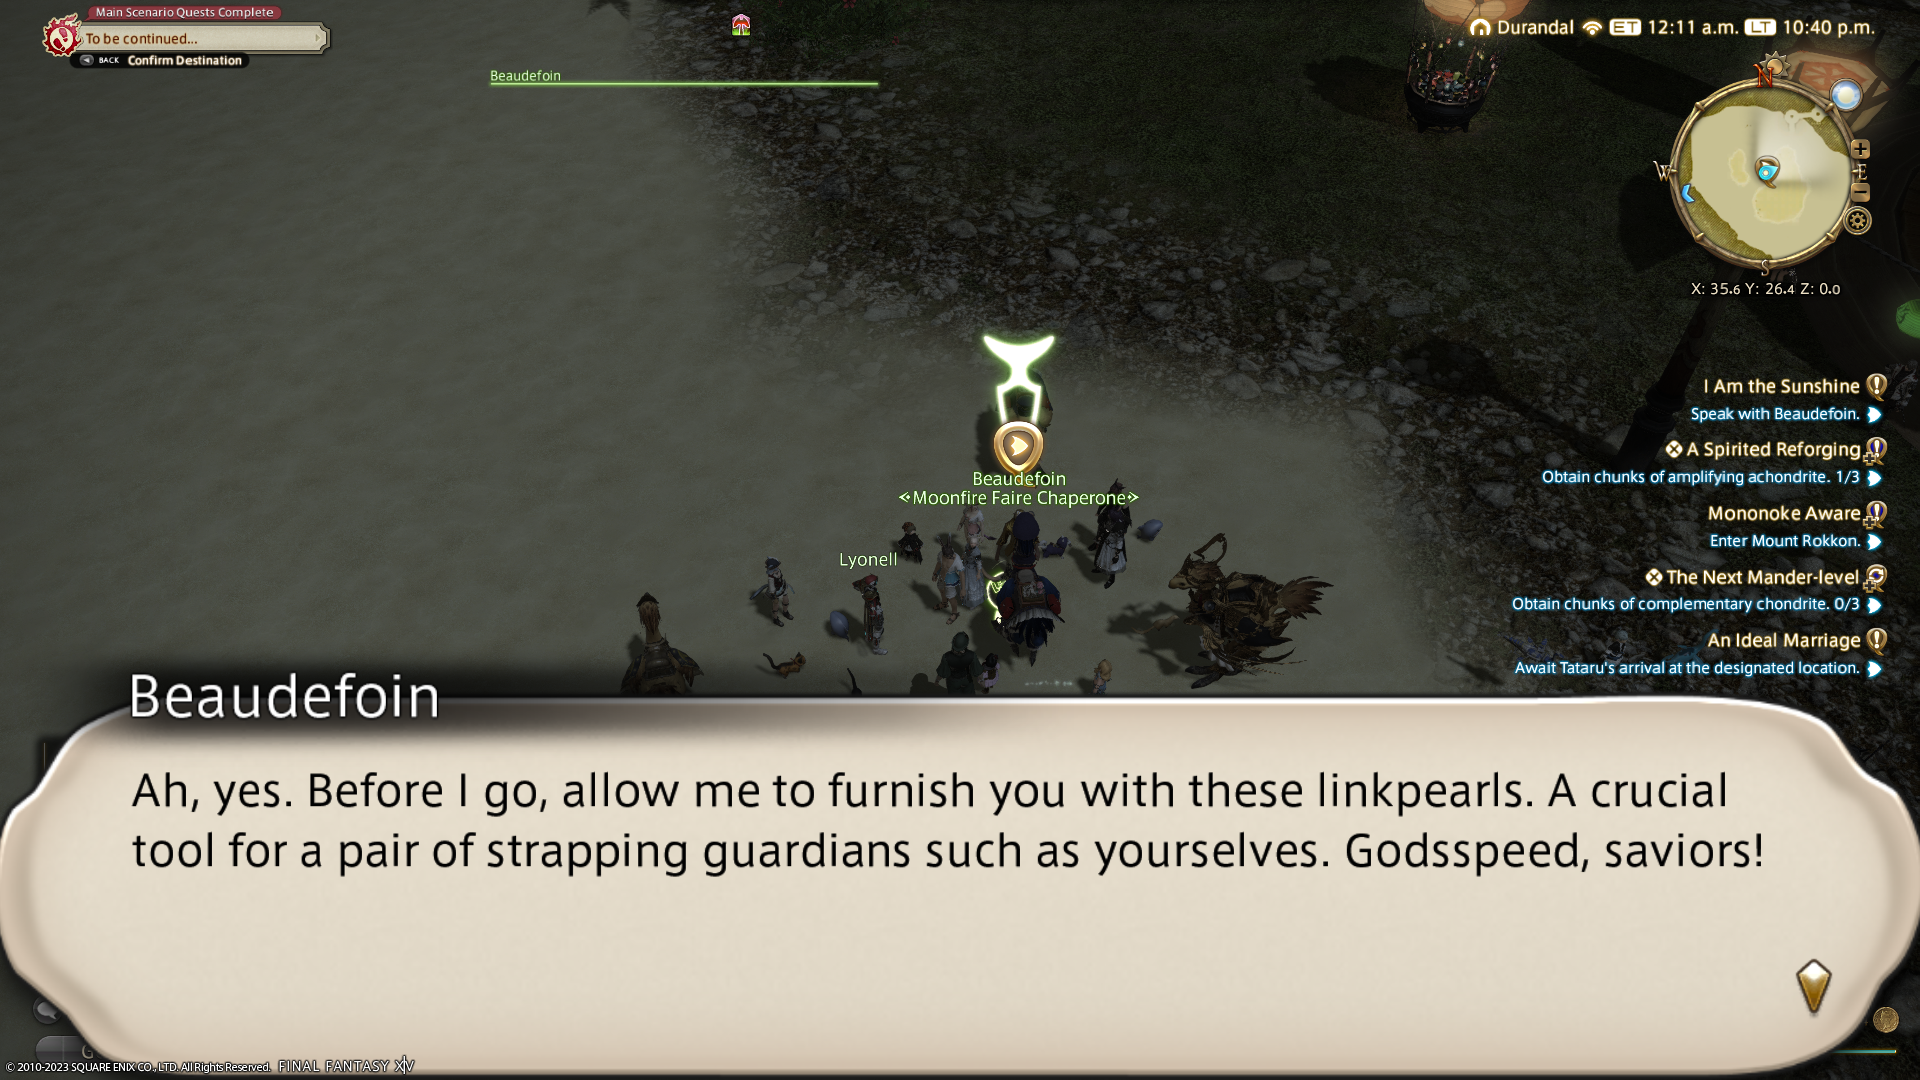 Main Scenario Quests Complete
To be continued...
BACK Confirm Destination
Beaudefoin
Durandal ET 12:11 a.m. LT 10:40 p.m.
N
W
E
S
X: 35.6 Y: 26.4 Z: 0.0
I Am the Sunshine
Speak with Beaudefoin.
A Spirited Reforging
Obtain chunks of amplifying achondrite. 1/3
Mononoke Aware
Enter Mount Rokkon.
The Next Mander-level
Obtain chunks of complementary chondrite. 0/3
An Ideal Marriage
Await Tataru's arrival at the designated location.
Beaudefoin
Moonfire Faire Chaperone
Lyonell
Beaudefoin
Ah, yes. Before I go, allow me to furnish you with these linkpearls. A crucial
tool for a pair of strapping guardians such as yourselves. Godsspeed, saviors!
© 2010-2023 SQUARE ENIX CO., LTD. All Rights Reserved. FINAL FANTASY XIV